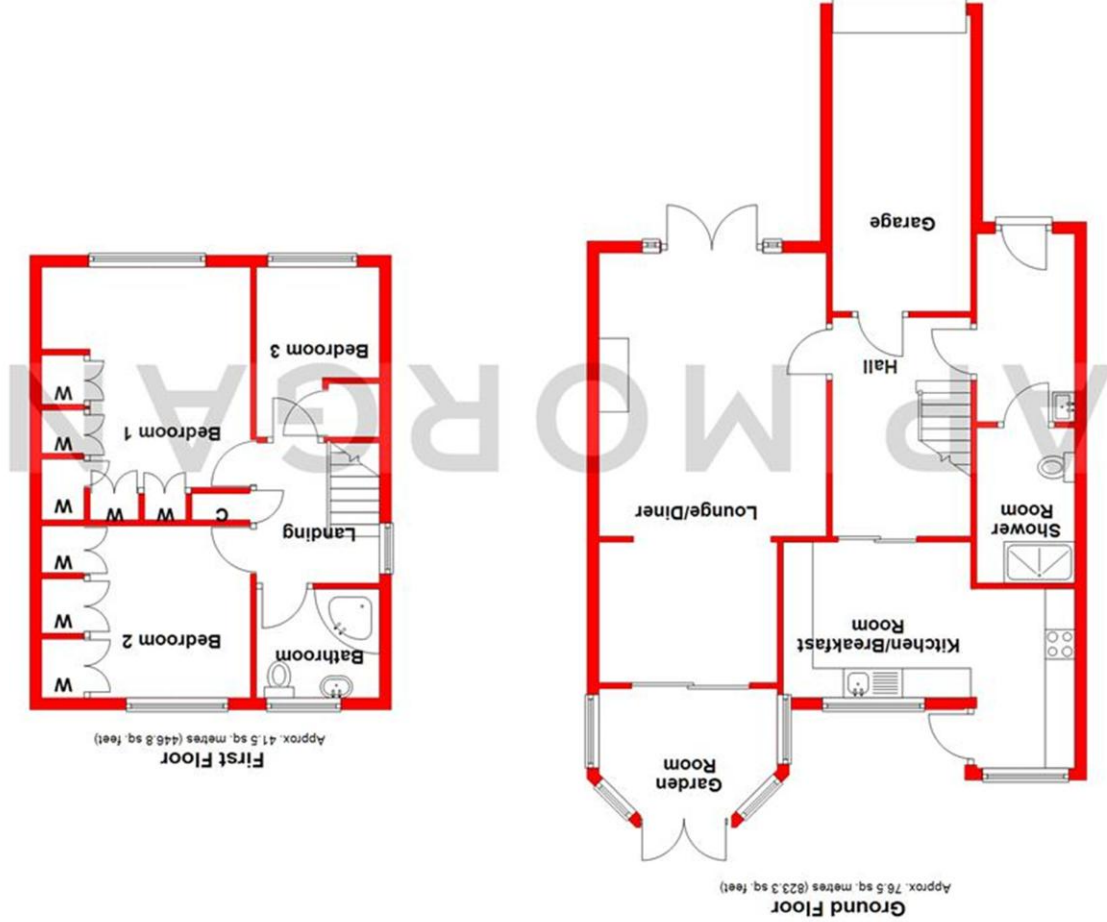 Ground Floor
Approx. 76.5 sq. metres (823.3 sq. feet)
Garden
Room
Kitchen/Breakfast
Room
Shower
Room
Lounge/Diner
Hall
Garage
First Floor
Approx. 41.5 sq. metres (446.8 sq. feet)
Bathroom
Bedroom 2
W
W
W
Landing
C
W
W
W
Bedroom 1
W
W
Bedroom 3
AP MORGAN